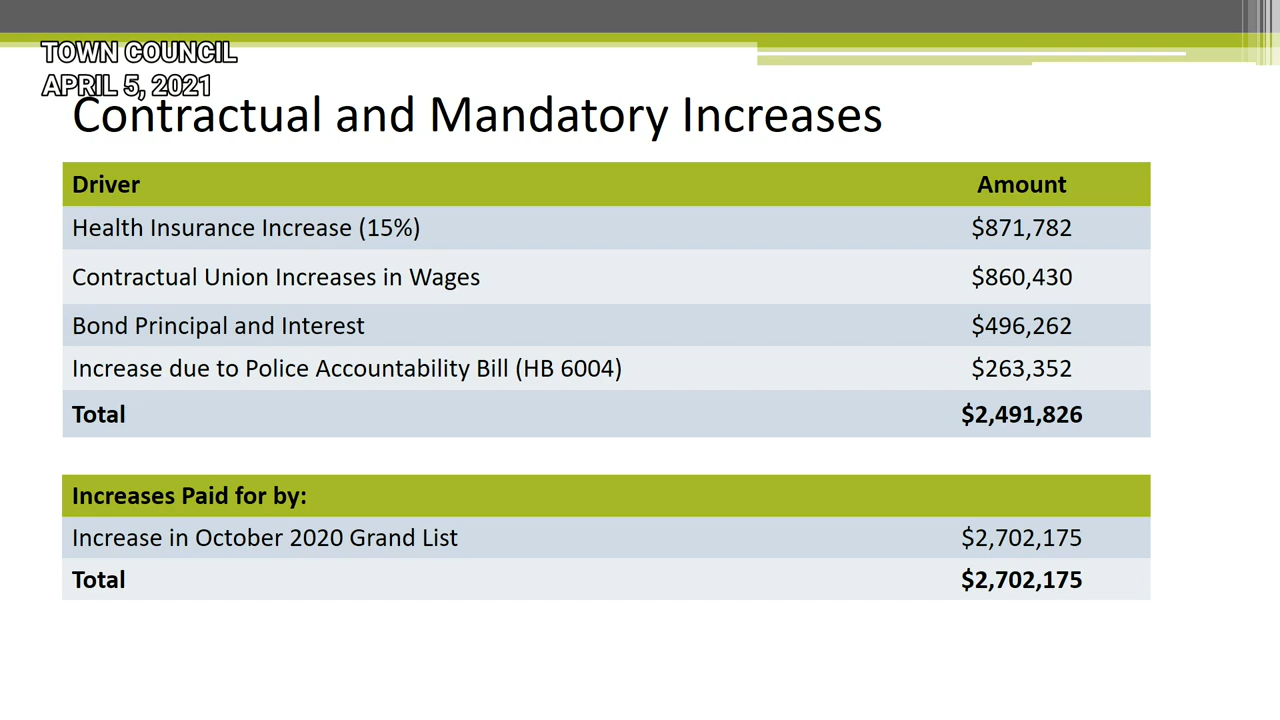 TOWN COUNCIL
APRIL 5, 2021
Contractual and Mandatory Increases
Driver Amount
Health Insurance Increase (15%) $871,782
Contractual Union Increases in Wages $860,430
Bond Principal and Interest $496,262
Increase due to Police Accountability Bill (HB 6004) $263,352
Total $2,491,826
Increases Paid for by:
Increase in October 2020 Grand List $2,702,175
Total $2,702,175